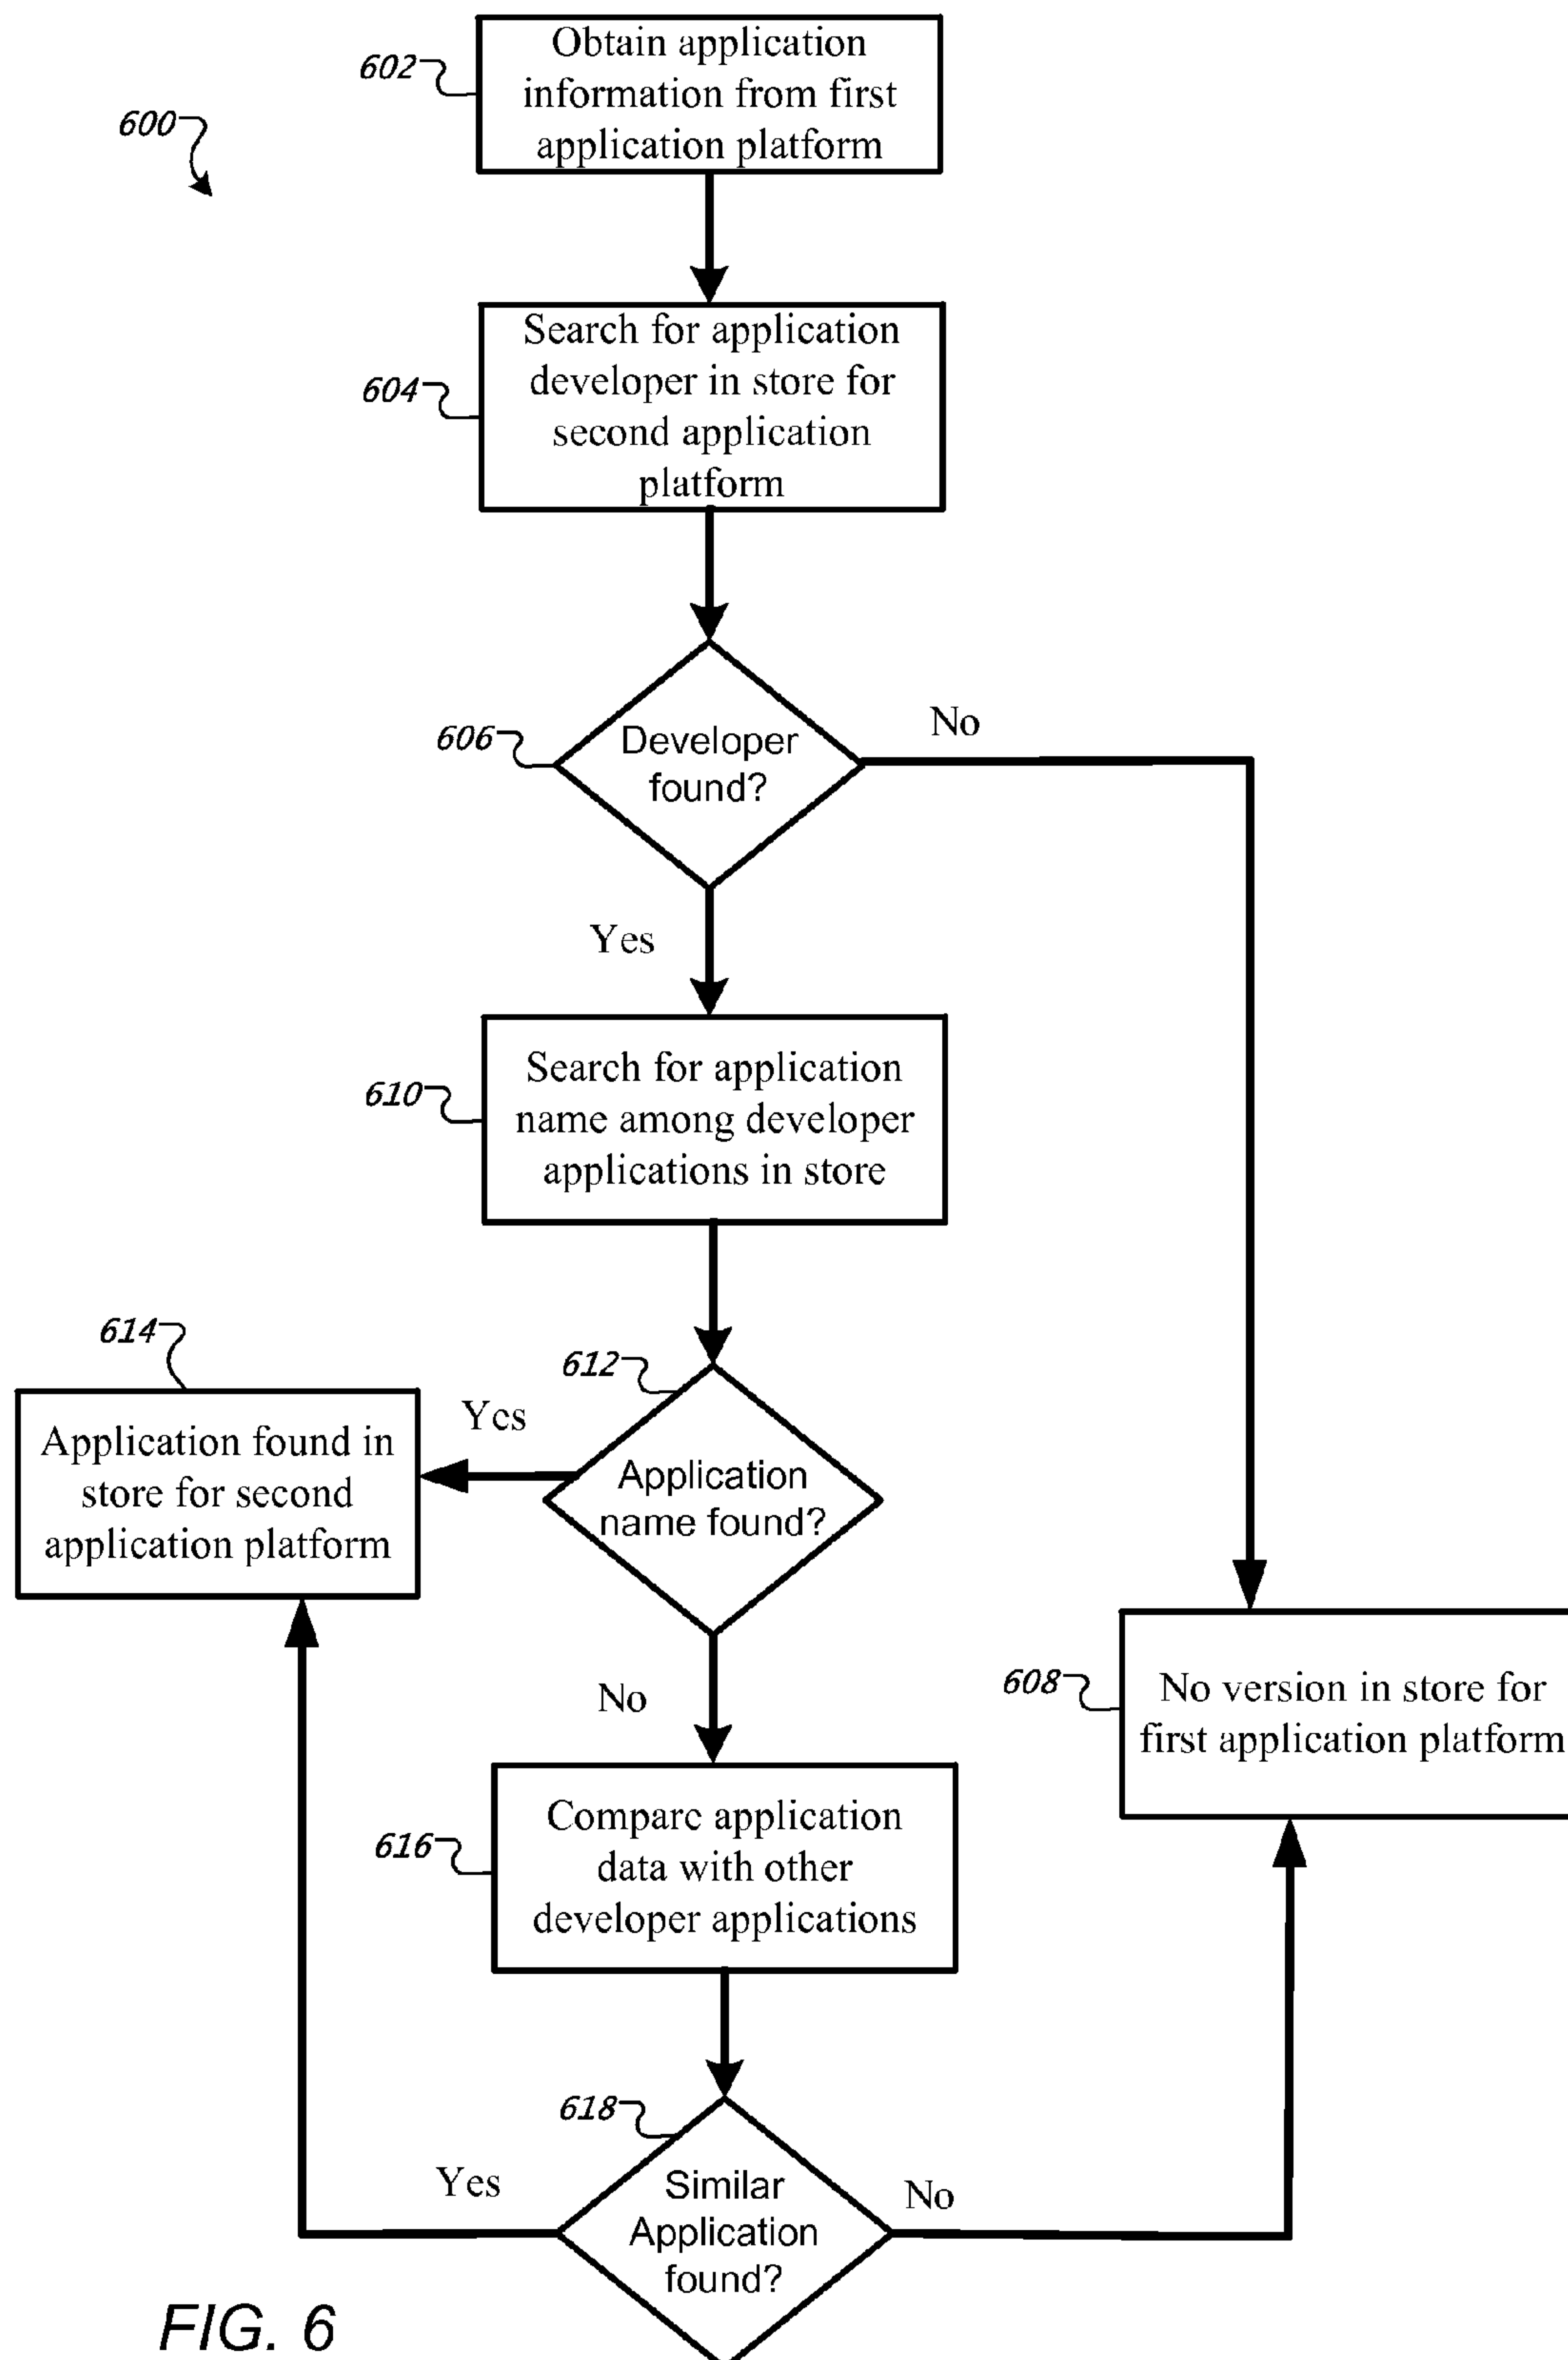 602
Obtain application
information from first
application platform
600
604
Search for application
developer in store for
second application
platform
606
Developer
found?
No
Yes
610
Search for application
name among developer
applications in store
614
612
Yes
Application found in
store for second
application platform
Application
name found?
No
608
No version in store for
first application platform
616
Compare application
data with other
developer applications
618
Yes
Similar
Application
found?
No
FIG. 6